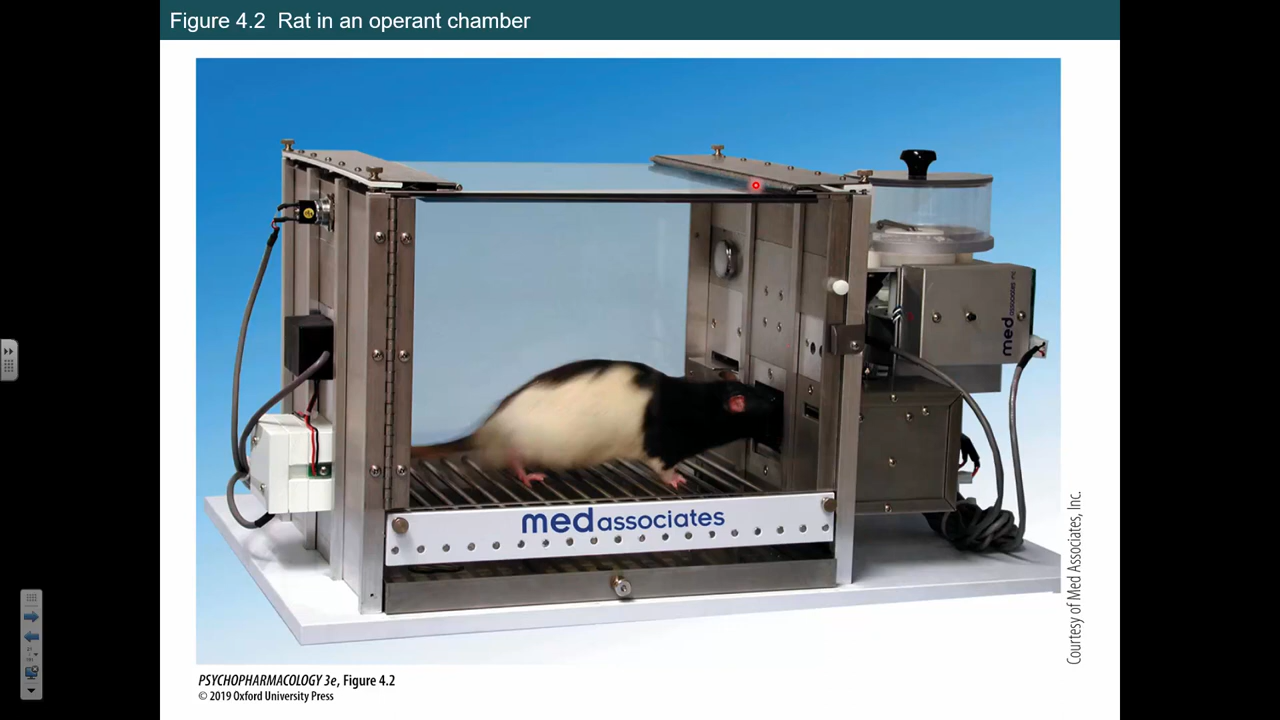 Figure 4.2 Rat in an operant chamber
med associates
med associates inc
Courtesy of Med Associates, Inc.
PSYCHOPHARMACOLOGY 3e, Figure 4.2
© 2019 Oxford University Press